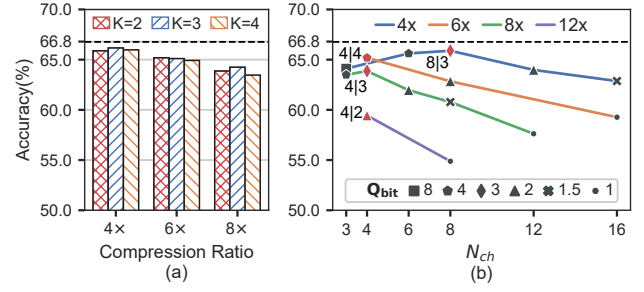 K=2 K=3 K=4
Accuracy(%)
70.0
66.8
65.0
60.0
55.0
50.0
4× 6× 8×
Compression Ratio
(a)
4x 6x 8x 12x
70.0
66.8
65.0
60.0
55.0
50.0
4|4
8|3
4|3
4|2
Qbit 8 4 3 2 1.5 1
3 4 6 8 12 16
Nch
(b)